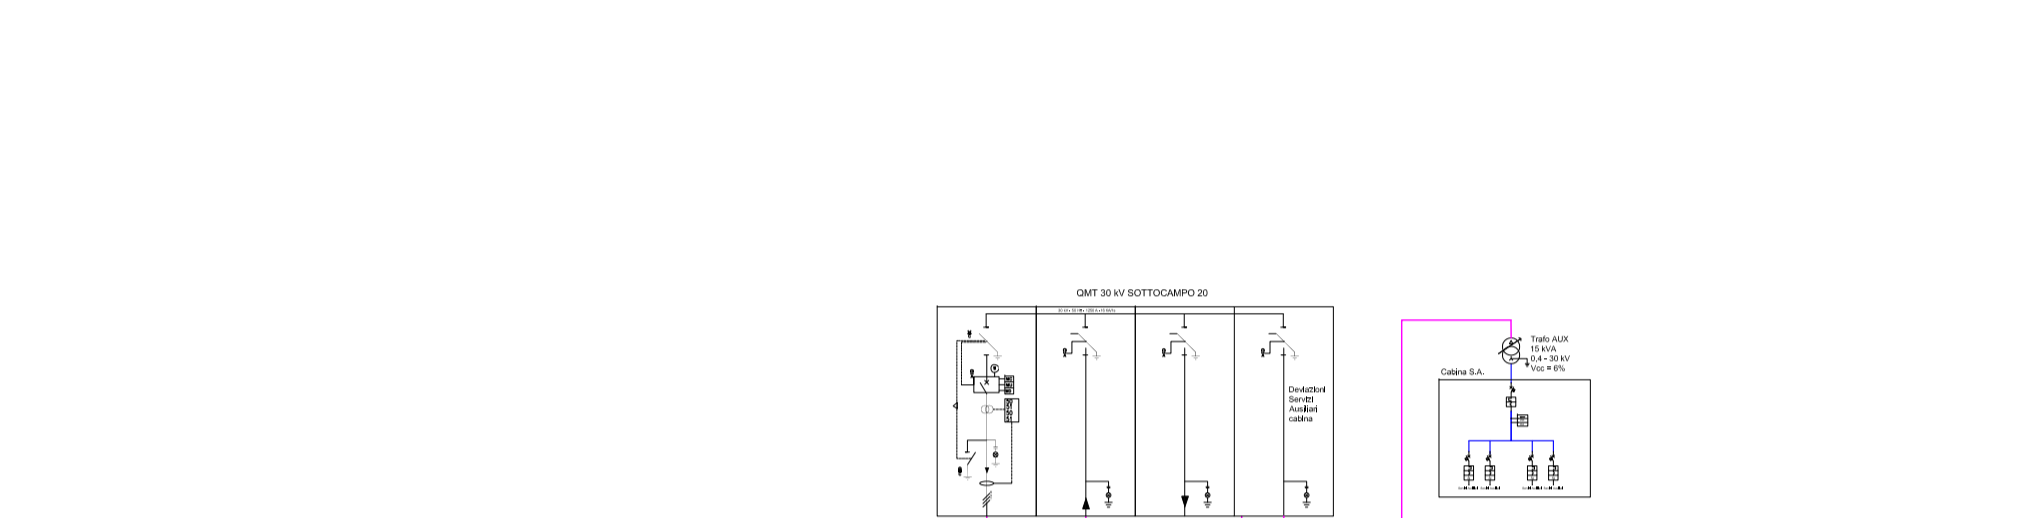 QMT 30 kV SOTTOCAMPO 20
Deviazioni
Servizi
Ausiliari
cabina
Trafo AUX
15 kVA
0,4 - 30 kV
Vcc = 6%
Cabina S.A.